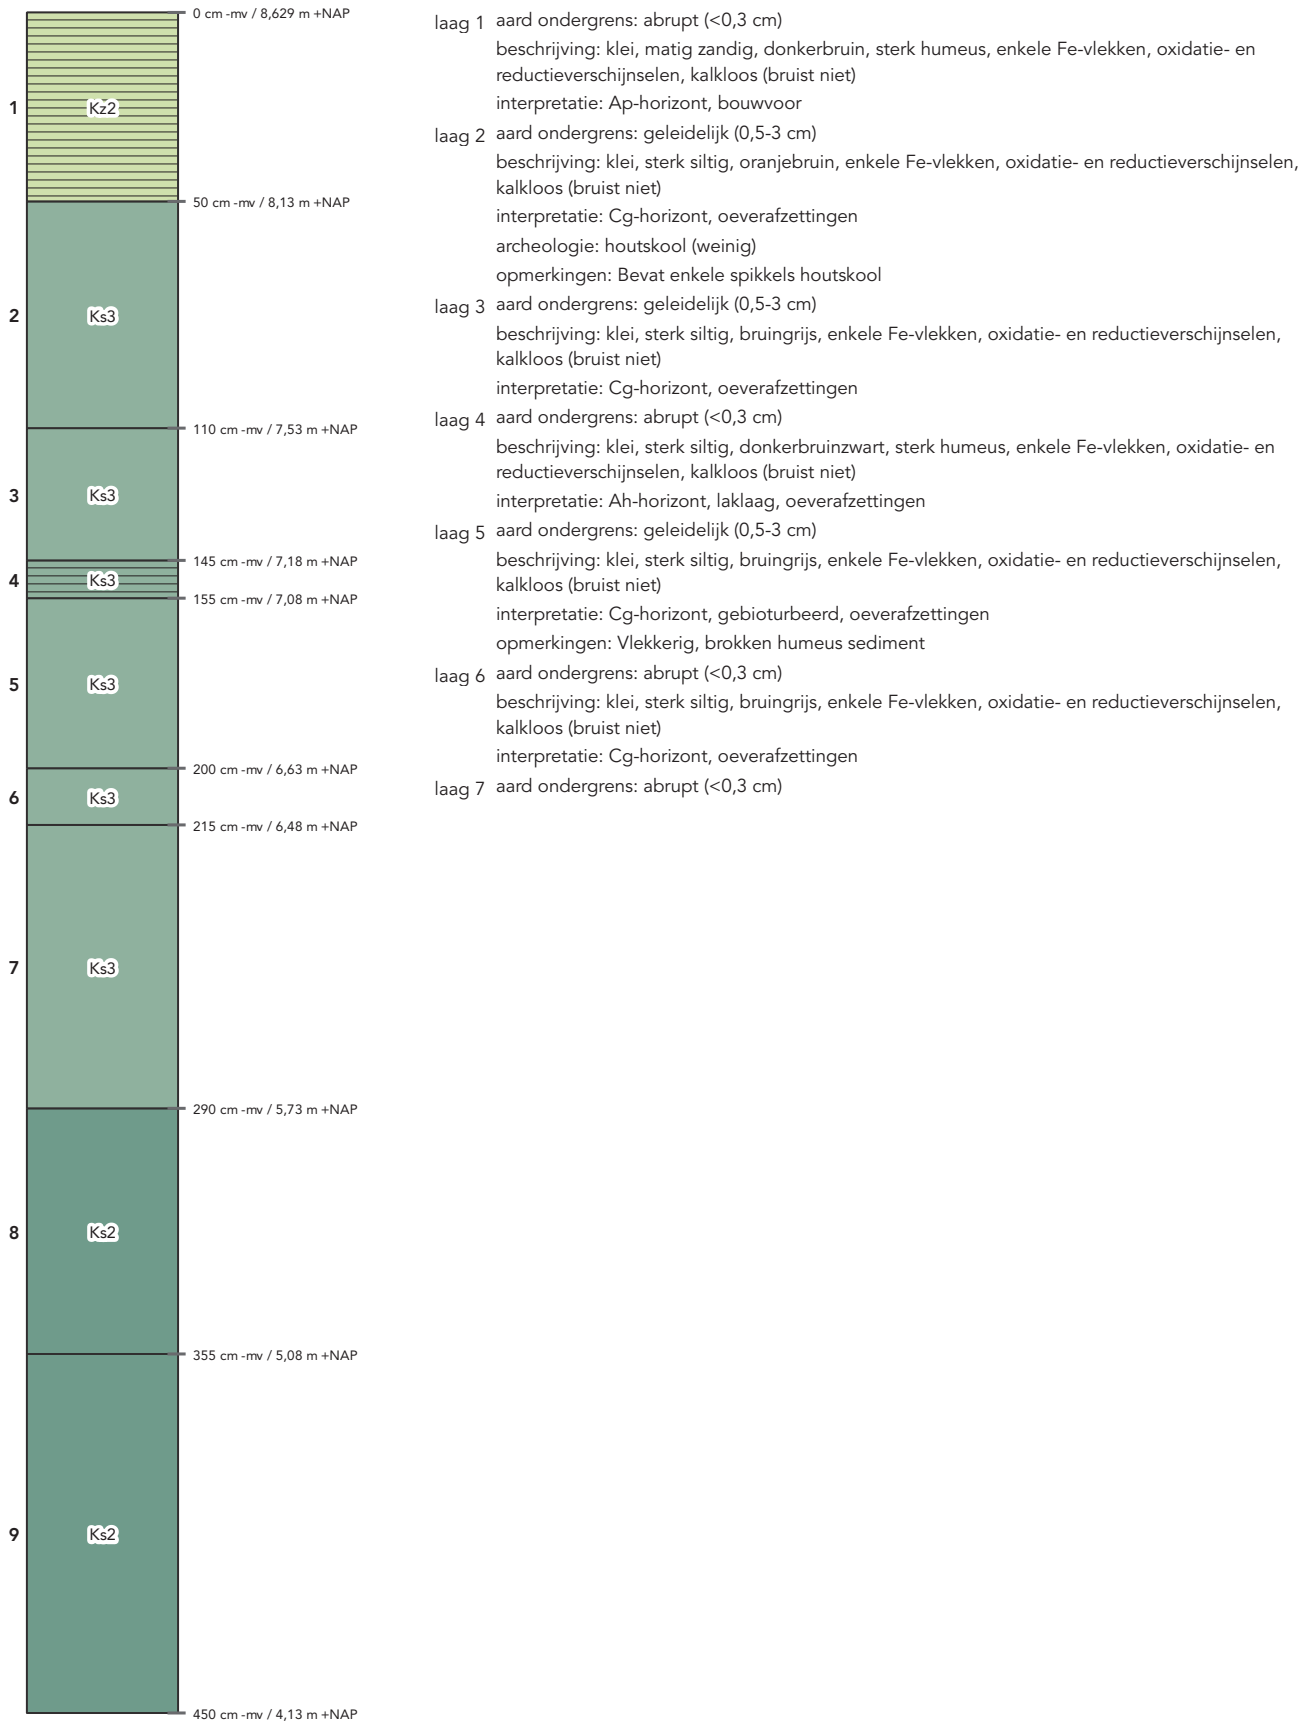 0 cm -mv / 8,629 m +NAP
1
Kz2
50 cm -mv / 8,13 m +NAP
2
Ks3
110 cm -mv / 7,53 m +NAP
3
Ks3
145 cm -mv / 7,18 m +NAP
4
Ks3
155 cm -mv / 7,08 m +NAP
5
Ks3
200 cm -mv / 6,63 m +NAP
6
Ks3
215 cm -mv / 6,48 m +NAP
7
Ks3
290 cm -mv / 5,73 m +NAP
8
Ks2
355 cm -mv / 5,08 m +NAP
9
Ks2
450 cm -mv / 4,13 m +NAP
laag 1 aard ondergrens: abrupt (<0,3 cm)
beschrijving: klei, matig zandig, donkerbruin, sterk humeus, enkele Fe-vlekken, oxidatie- en
reductieverschijnselen, kalkloos (bruist niet)
interpretatie: Ap-horizont, bouwvoor
laag 2 aard ondergrens: geleidelijk (0,5-3 cm)
beschrijving: klei, sterk siltig, oranjebruin, enkele Fe-vlekken, oxidatie- en reductieverschijnselen,
kalkloos (bruist niet)
interpretatie: Cg-horizont, oeverafzettingen
archeologie: houtskool (weinig)
opmerkingen: Bevat enkele spikkels houtskool
laag 3 aard ondergrens: geleidelijk (0,5-3 cm)
beschrijving: klei, sterk siltig, bruingrijs, enkele Fe-vlekken, oxidatie- en reductieverschijnselen,
kalkloos (bruist niet)
interpretatie: Cg-horizont, oeverafzettingen
laag 4 aard ondergrens: abrupt (<0,3 cm)
beschrijving: klei, sterk siltig, donkerbruinzwart, sterk humeus, enkele Fe-vlekken, oxidatie- en
reductieverschijnselen, kalkloos (bruist niet)
interpretatie: Ah-horizont, laklaag, oeverafzettingen
laag 5 aard ondergrens: geleidelijk (0,5-3 cm)
beschrijving: klei, sterk siltig, bruingrijs, enkele Fe-vlekken, oxidatie- en reductieverschijnselen,
kalkloos (bruist niet)
interpretatie: Cg-horizont, gebioturbeerd, oeverafzettingen
opmerkingen: Vlekkerig, brokken humeus sediment
laag 6 aard ondergrens: abrupt (<0,3 cm)
beschrijving: klei, sterk siltig, bruingrijs, enkele Fe-vlekken, oxidatie- en reductieverschijnselen,
kalkloos (bruist niet)
interpretatie: Cg-horizont, oeverafzettingen
laag 7 aard ondergrens: abrupt (<0,3 cm)